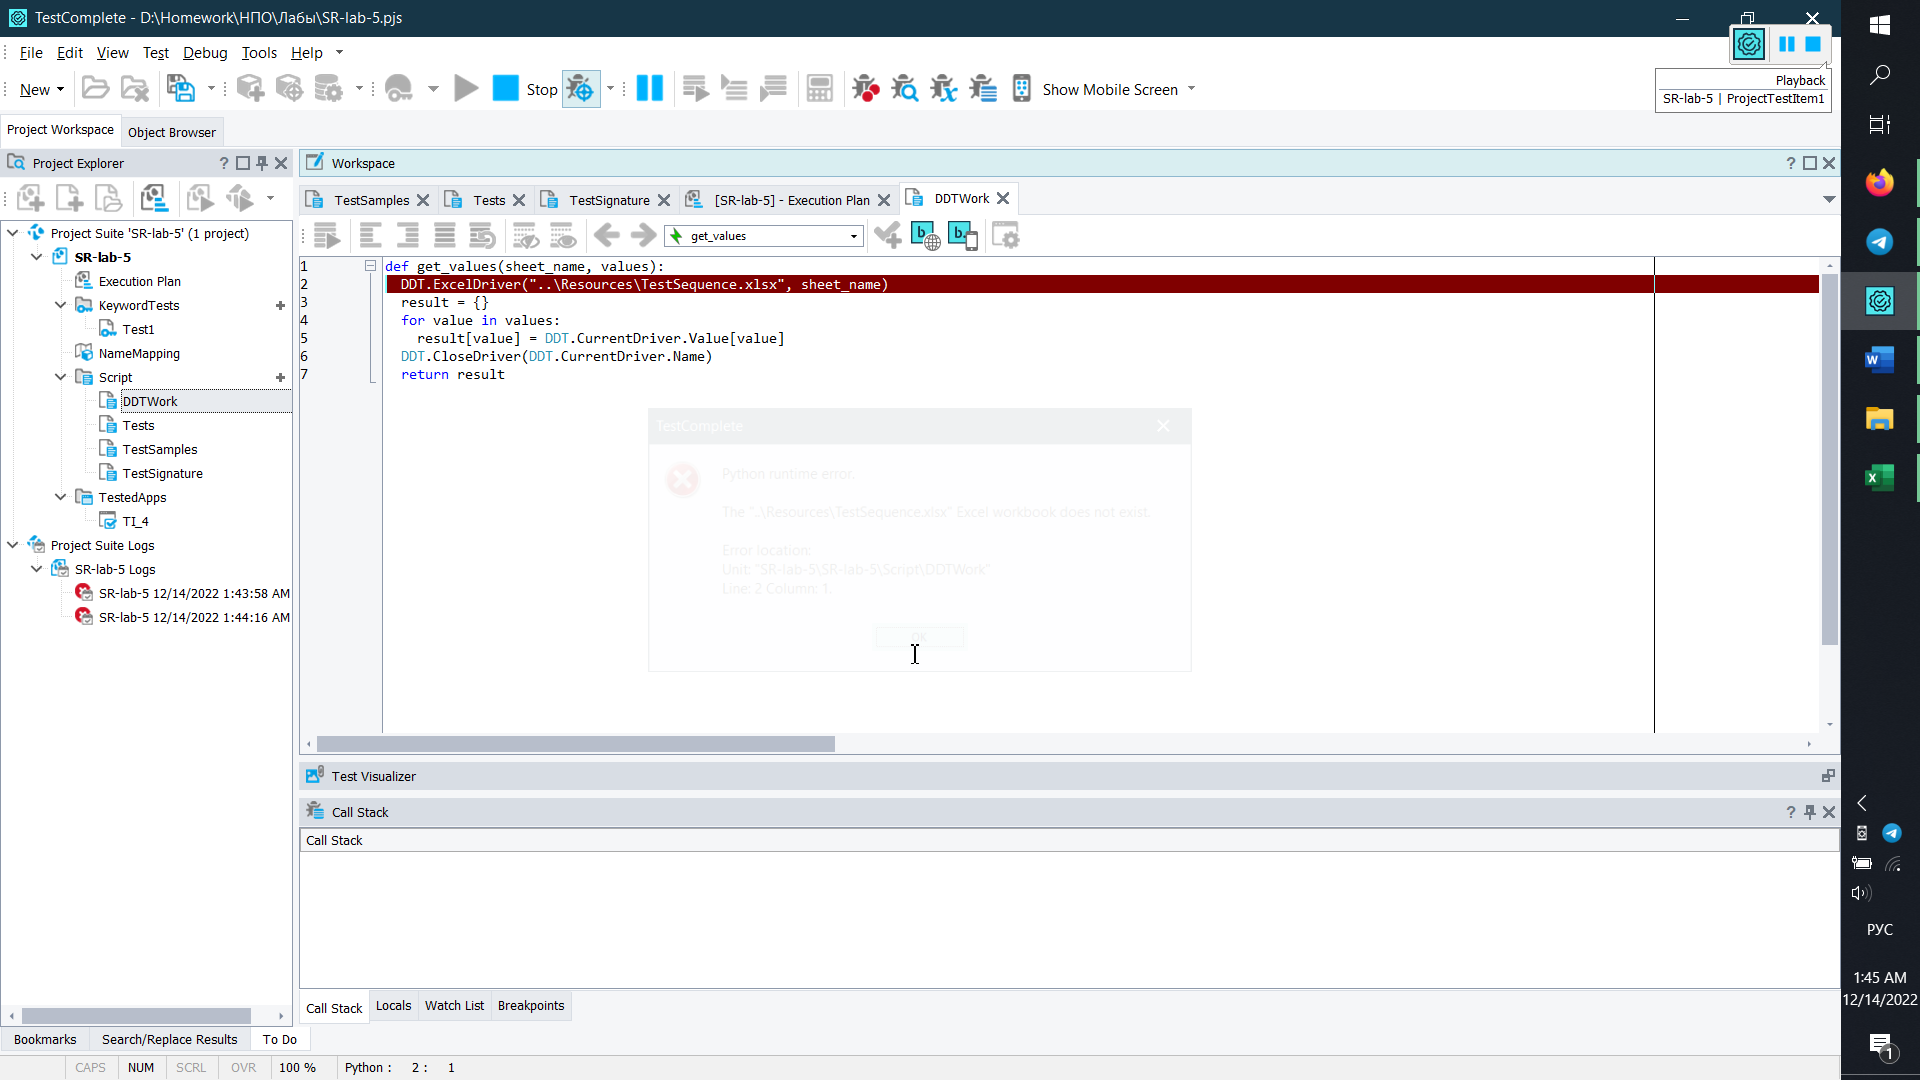 TestComplete - D:\Homework\НПО\Лабы\SR-lab-5.pjs
File Edit View Test Debug Tools Help
New
Stop
Show Mobile Screen
Playback
SR-lab-5 | ProjectTestItem1
Project Workspace
Object Browser
Project Explorer
Workspace
TestSamples
Tests
TestSignature
[SR-lab-5] - Execution Plan
DDTWork
get_values
Project Suite 'SR-lab-5' (1 project)
SR-lab-5
Execution Plan
KeywordTests
Test1
NameMapping
Script
DDTWork
Tests
TestSamples
TestSignature
TestedApps
TI_4
Project Suite Logs
SR-lab-5 Logs
SR-lab-5 12/14/2022 1:43:58 AM
SR-lab-5 12/14/2022 1:44:16 AM
1 def get_values(sheet_name, values):
2 DDT.ExcelDriver("..\Resources\TestSequence.xlsx", sheet_name)
3 result = {}
4 for value in values:
5 result[value] = DDT.CurrentDriver.Value[value]
6 DDT.CloseDriver(DDT.CurrentDriver.Name)
7 return result
TestComplete
Python runtime error.
The "..\Resources\TestSequence.xlsx" Excel workbook does not exist.
Error location:
Unit: "SR-lab-5\SR-lab-5\Script\DDTWork"
Line: 2 Column: 1.
OK
Test Visualizer
Call Stack
Call Stack
Call Stack
Locals
Watch List
Breakpoints
Bookmarks
Search/Replace Results
To Do
CAPS NUM SCRL OVR 100 % Python : 2 : 1
РУС
1:45 AM
12/14/2022
1